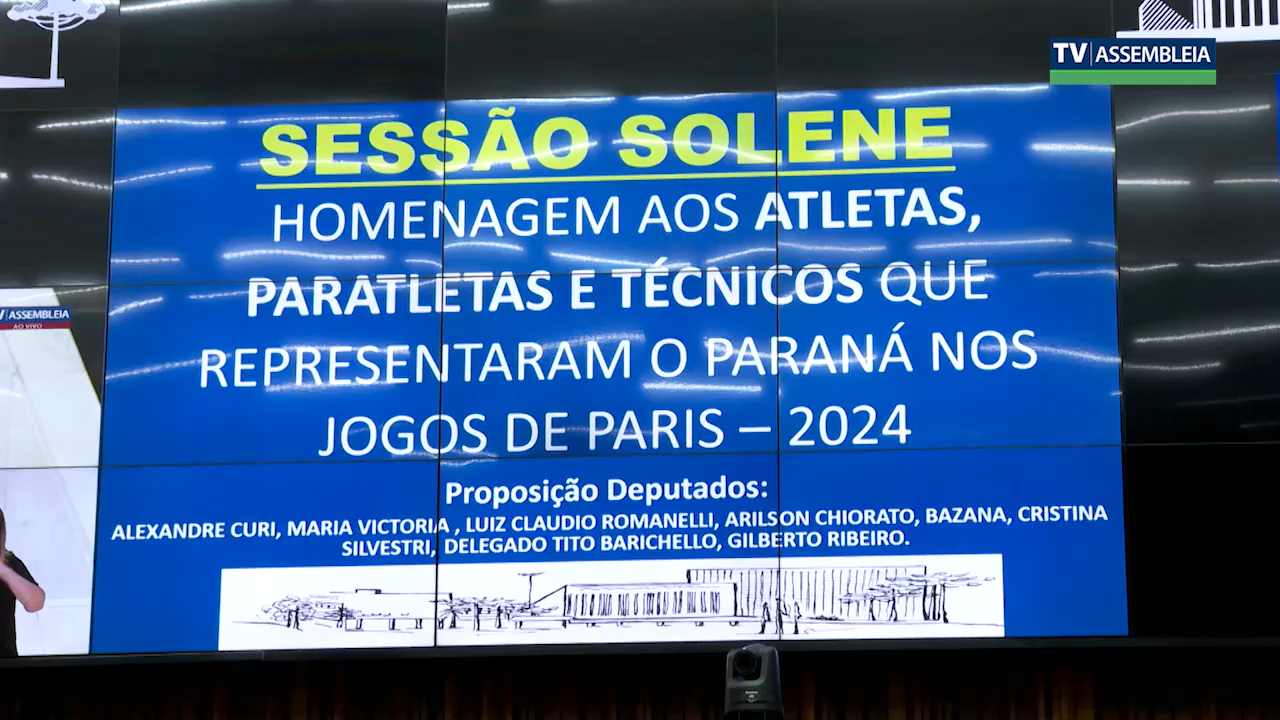 TV ASSEMBLEIA
SESSÃO SOLENE
HOMENAGEM AOS ATLETAS,
PARATLETAS E TÉCNICOS QUE
REPRESENTARAM O PARANÁ NOS
JOGOS DE PARIS – 2024
V ASSEMBLEIA
AO VIVO
Proposição Deputados:
ALEXANDRE CURI, MARIA VICTORIA , LUIZ CLAUDIO ROMANELLI, ARILSON CHIORATO, BAZANA, CRISTINA
SILVESTRI, DELEGADO TITO BARICHELLO, GILBERTO RIBEIRO.